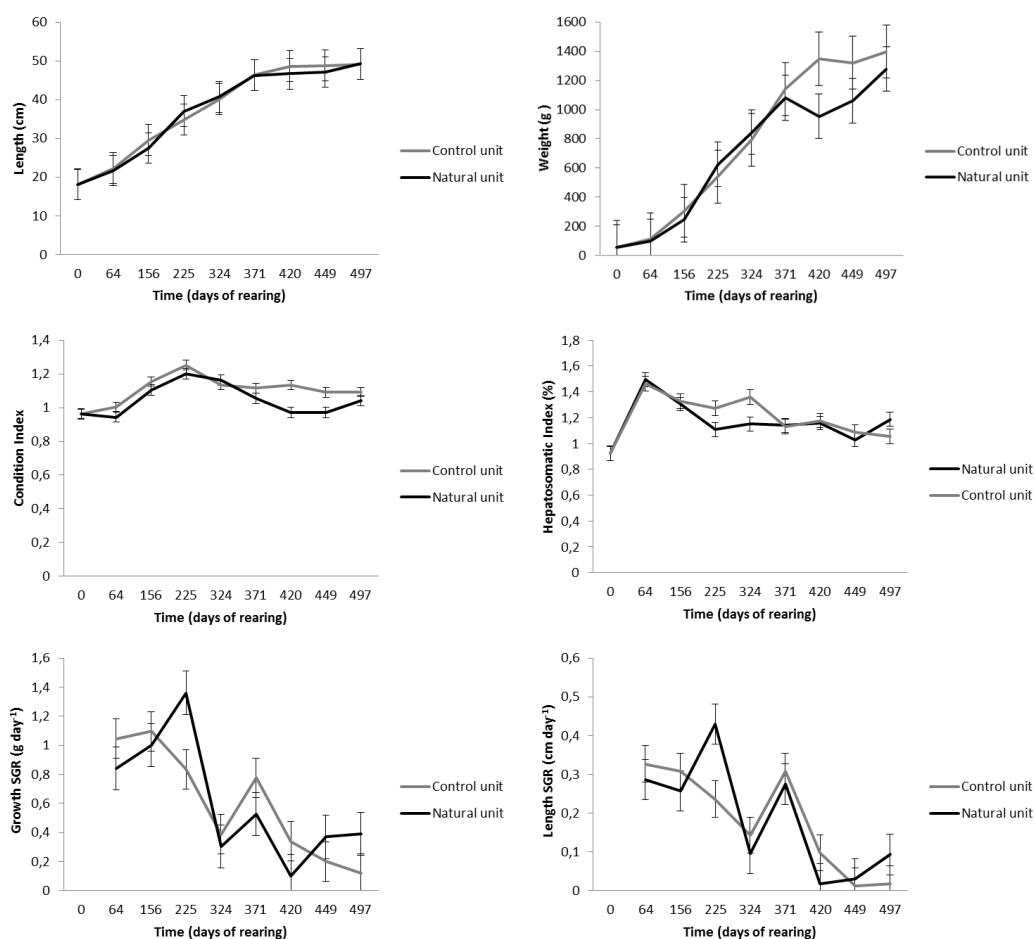 60
50
40
30
20
10
0
Length (cm)
0 64 156 225 324 371 420 449 497
Time (days of rearing)
Control unit
Natural unit
1600
1400
1200
1000
800
600
400
200
0
Weight (g )
0 64 156 225 324 371 420 449 497
Time (days of rearing)
Control unit
Natural unit
1,4
1,2
1
0,8
0,6
0,4
0,2
0
Condition Index
0 64 156 225 324 371 420 449 497
Time (days of rearing)
Control unit
Natural unit
1,8
1,6
1,4
1,2
1
0,8
0,6
0,4
0,2
0
Hepatosomatic Index (%)
0 64 156 225 324 371 420 449 497
Time (days of rearing)
Natural unit
Control unit
1,6
1,4
1,2
1
0,8
0,6
0,4
0,2
0
Growth SGR (g day⁻¹)
0 64 156 225 324 371 420 449 497
Time (days of rearing)
Control unit
Natural unit
0,6
0,5
0,4
0,3
0,2
0,1
0
Length SGR (cm day⁻¹)
0 64 156 225 324 371 420 449 497
Time (days of rearing)
Control unit
Natural unit